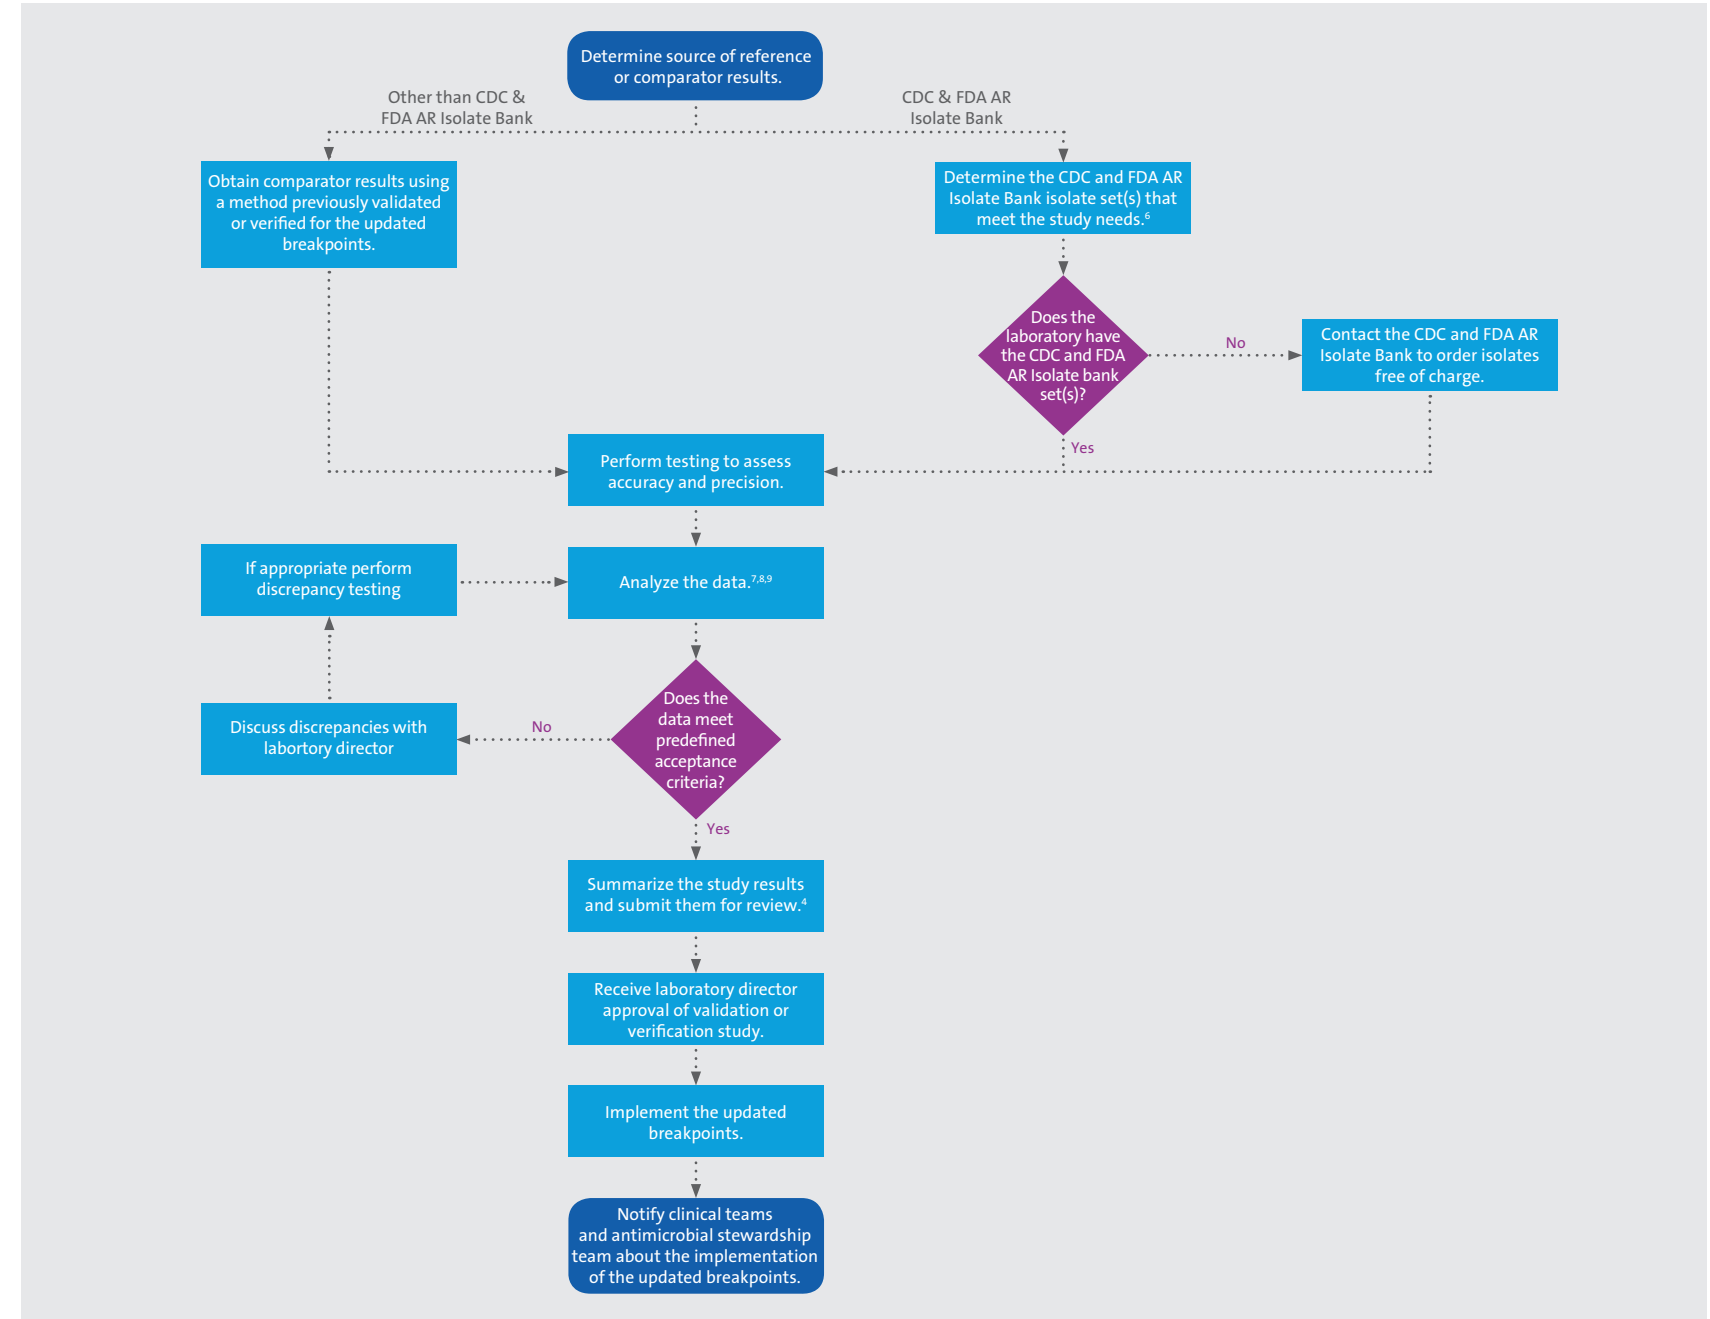 Determine source of reference
or comparator results.
Other than CDC &
FDA AR Isolate Bank
CDC & FDA AR
Isolate Bank
Obtain comparator results using
a method previously validated
or verified for the updated
breakpoints.
Determine the CDC and FDA AR
Isolate Bank isolate set(s) that
meet the study needs.⁶
Does the
laboratory have
the CDC and FDA
AR Isolate bank
set(s)?
No
Contact the CDC and FDA AR
Isolate Bank to order isolates
free of charge.
Yes
Perform testing to assess
accuracy and precision.
If appropriate perform
discrepancy testing
Analyze the data.⁷,⁸,⁹
Does the
data meet
predefined
acceptance
criteria?
No
Discuss discrepancies with
labortory director
Yes
Summarize the study results
and submit them for review.⁴
Receive laboratory director
approval of validation or
verification study.
Implement the updated
breakpoints.
Notify clinical teams
and antimicrobial stewardship
team about the implementation
of the updated breakpoints.